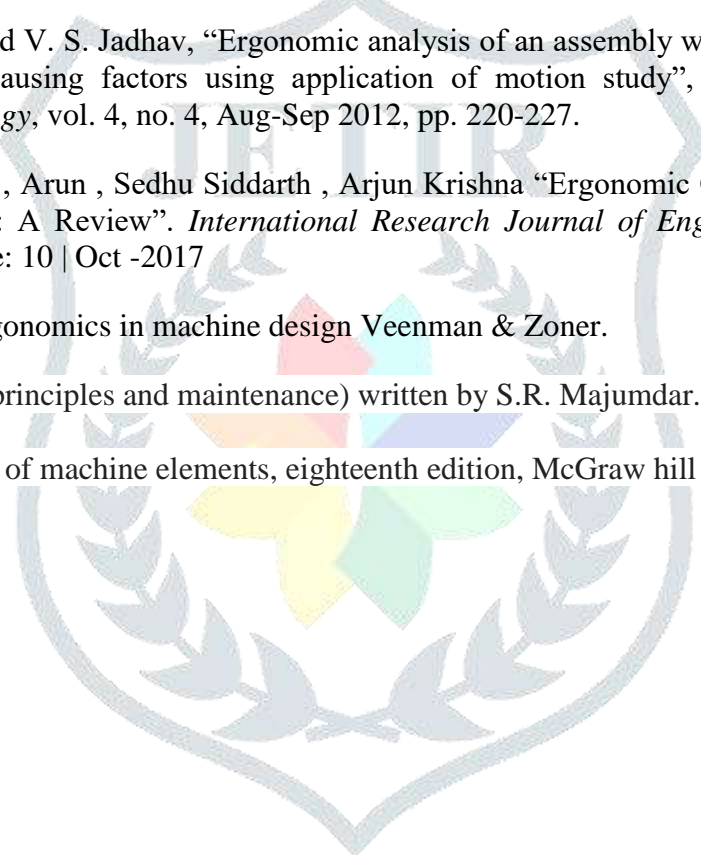 d V. S. Jadhav, “Ergonomic analysis of an assembly w
ausing factors using application of motion study”,
gy, vol. 4, no. 4, Aug-Sep 2012, pp. 220-227.
JETIR
, Arun , Sedhu Siddarth , Arjun Krishna “Ergonomic
: A Review”. International Research Journal of Eng
e: 10 | Oct -2017
gonomics in machine design Veenman & Zoner.
principles and maintenance) written by S.R. Majumdar.
of machine elements, eighteenth edition, McGraw hill